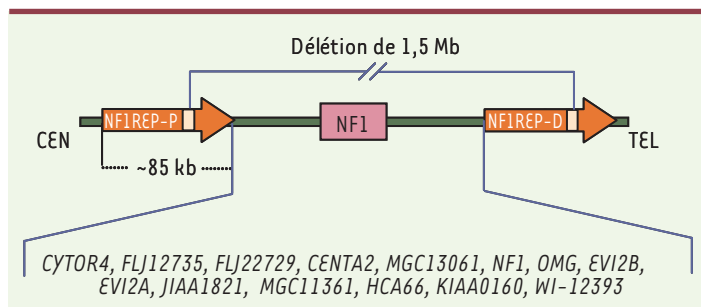 Délétion de 1,5 Mb
NF1REP-P NF1 NF1REP-D
CEN TEL
~85 kb
CYTOR4, FLJ12735, FLJ22729, CENTA2, MGC13061, NF1, OMG, EVI2B,
EVI2A, JIAA1821, MGC11361, HCA66, KIAA0160, WI-12393